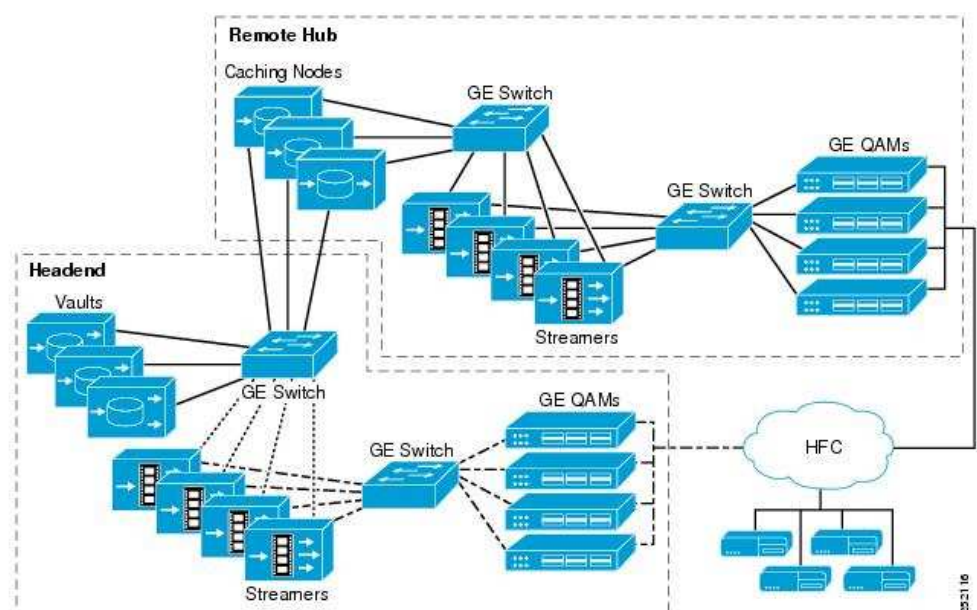 Remote Hub
Caching Nodes
GE Switch
GE QAMs
GE Switch
Streamers
Headend
Vaults
GE Switch
GE QAMs
GE Switch
HFC
Streamers